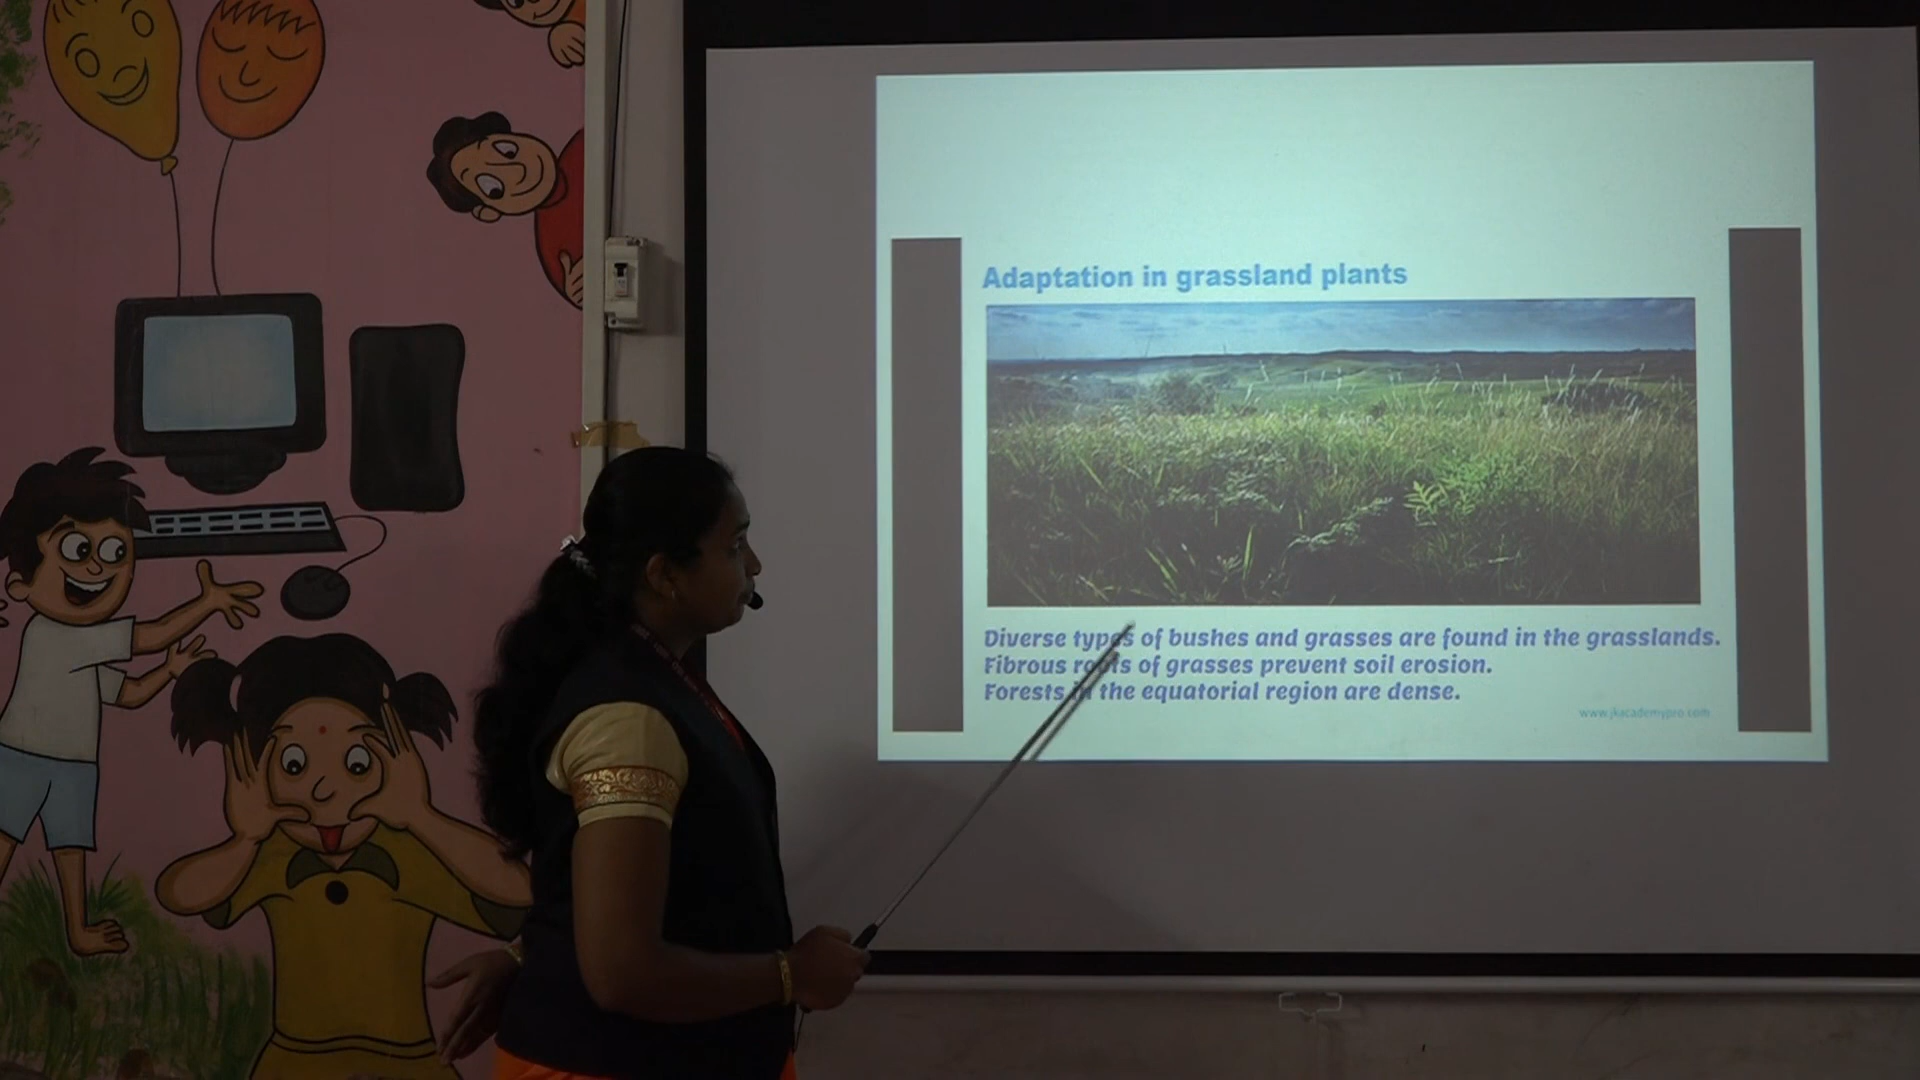 Adaptation in grassland plants
Diverse types of bushes and grasses are found in the grasslands.
Fibrous roots of grasses prevent soil erosion.
Forests in the equatorial region are dense.
www.jkacademypro.com